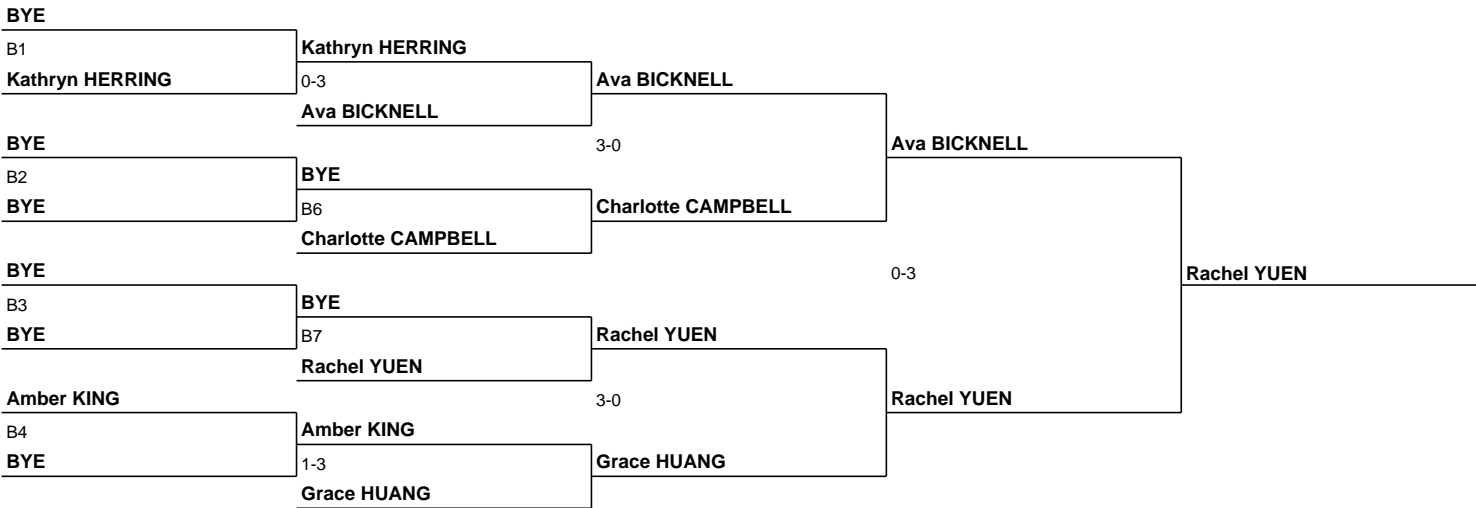 BYE
B1
Kathryn HERRING
Kathryn HERRING
0-3
Ava BICKNELL
Ava BICKNELL
BYE
B2
BYE
BYE
B6
Charlotte CAMPBELL
3-0
Charlotte CAMPBELL
Ava BICKNELL
BYE
B3
BYE
BYE
B7
Rachel YUEN
Rachel YUEN
Amber KING
B4
BYE
Amber KING
1-3
Grace HUANG
3-0
Grace HUANG
Rachel YUEN
0-3
Rachel YUEN